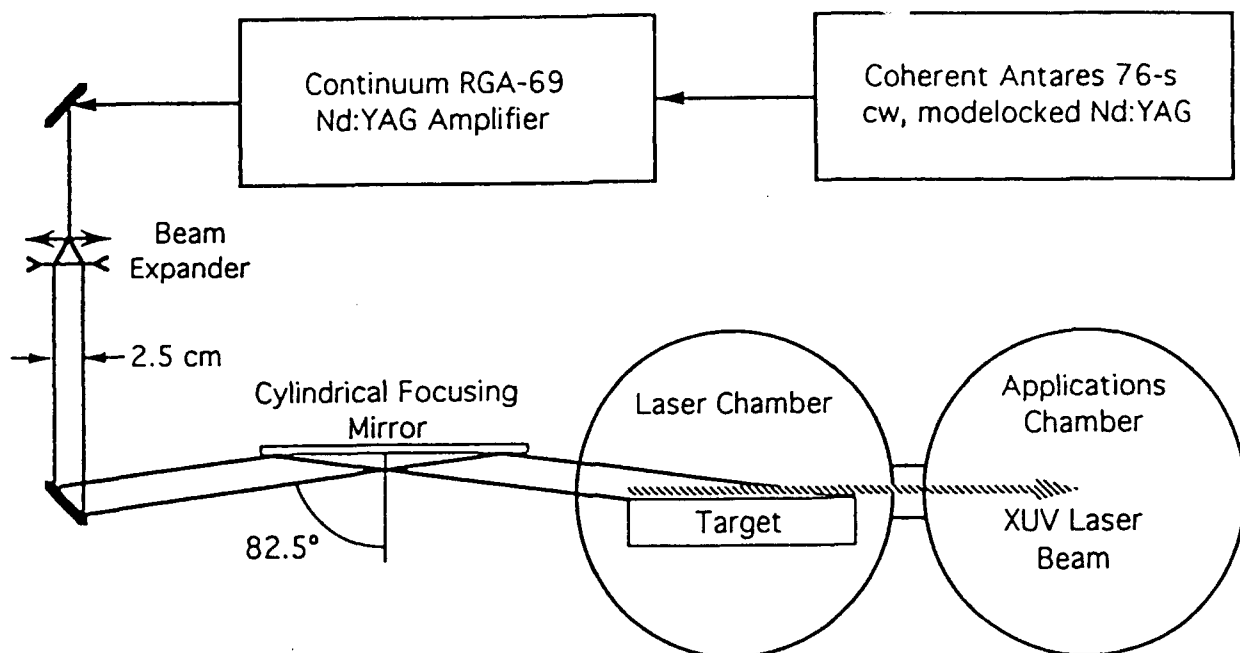 Continuum RGA-69
Nd:YAG Amplifier
Coherent Antares 76-s
cw, modelocked Nd:YAG
Beam
Expander
2.5 cm
Cylindrical Focusing
Mirror
82.5°
Laser Chamber
Target
Applications
Chamber
XUV Laser
Beam